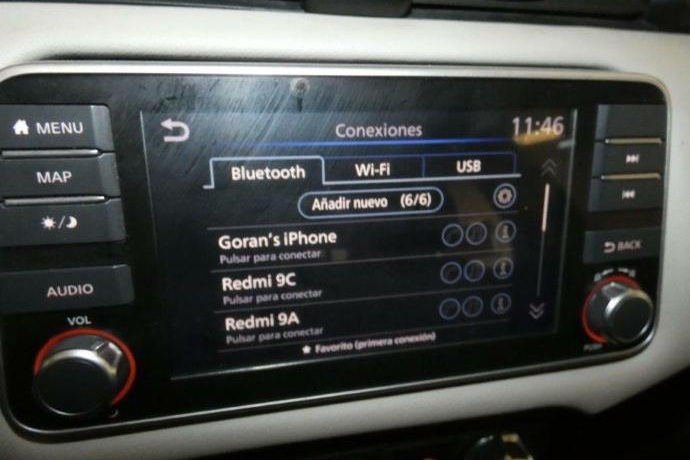 MENU
MAP
AUDIO
VOL
Conexiones
11:46
Bluetooth
Wi-Fi
USB
Añadir nuevo (6/6)
Goran's iPhone
Pulsar para conectar
Redmi 9C
Pulsar para conectar
Redmi 9A
Pulsar para conectar
★ Favorito (primera conexión)
BACK
PUSH